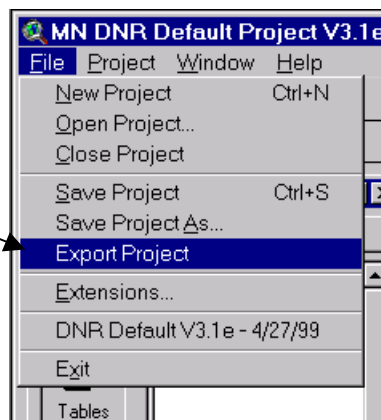 MN DNR Default Project V3.1e
File Project Window Help
New Project Ctrl+N
Open Project...
Close Project
Save Project Ctrl+S
Save Project As...
Export Project
Extensions...
DNR Default V3.1e - 4/27/99
Exit
Tables